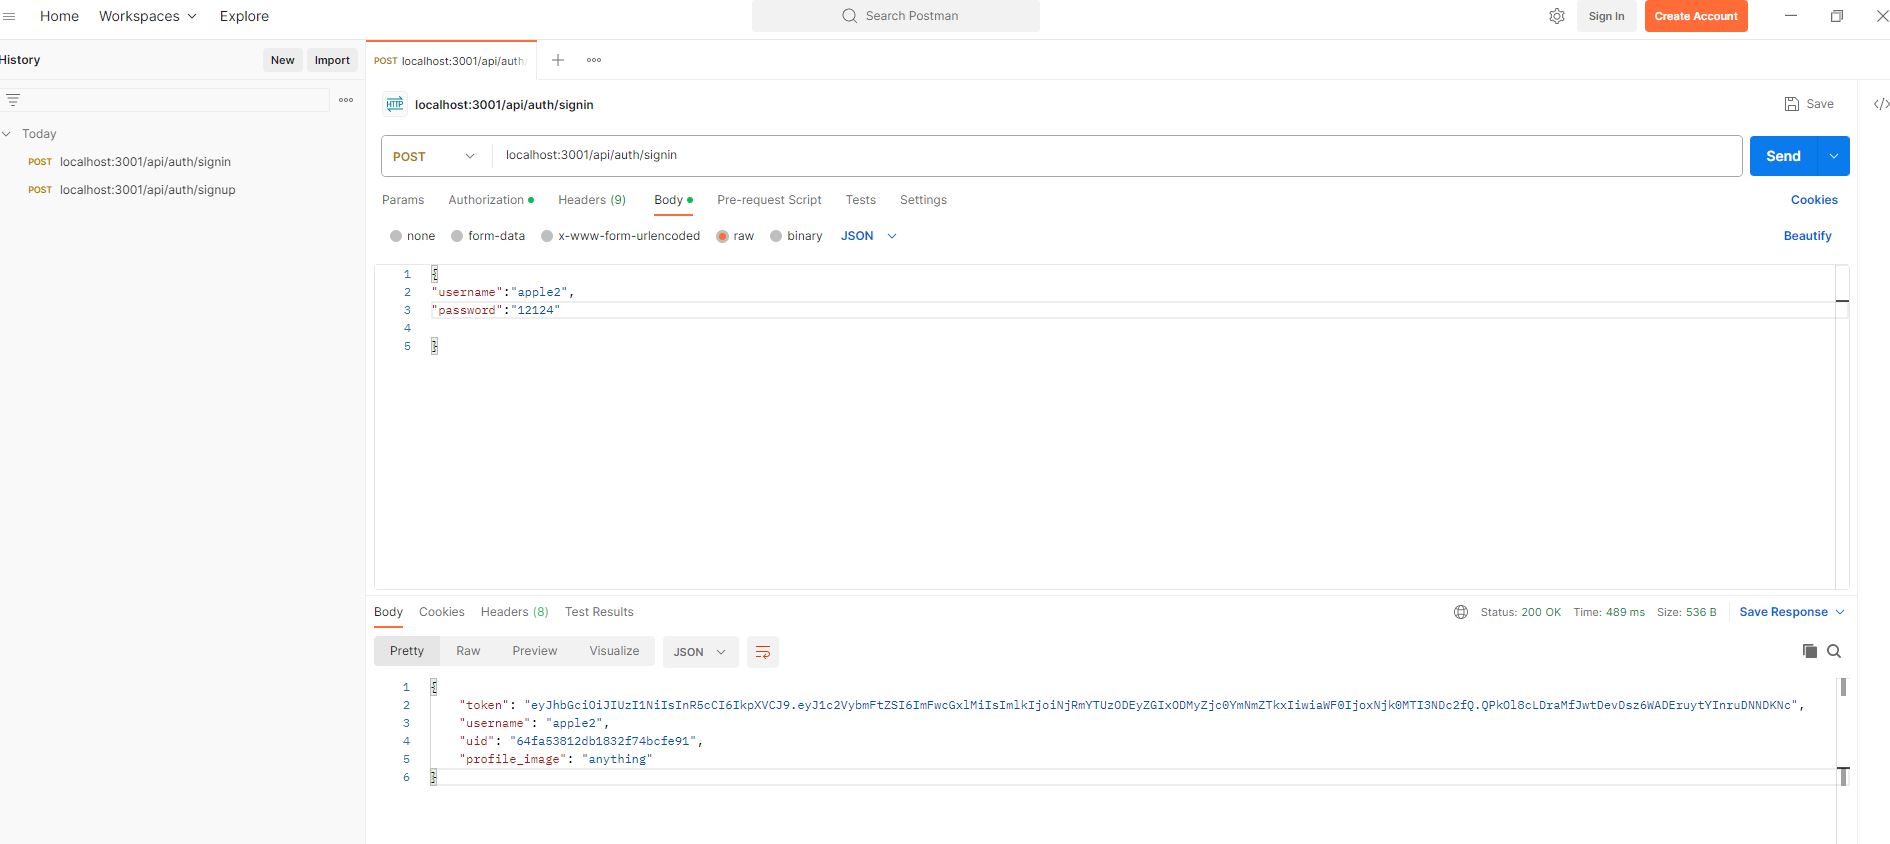 Home Workspaces Explore Search Postman Sign In Create Account
History New Import POST localhost:3001/api/auth
localhost:3001/api/auth/signin Save
Today
POST localhost:3001/api/auth/signin
POST localhost:3001/api/auth/signup
POST localhost:3001/api/auth/signin Send
Params Authorization Headers (9) Body Pre-request Script Tests Settings Cookies
none form-data x-www-form-urlencoded raw binary JSON Beautify
1 {
2 "username":"apple2",
3 "password":"12124"
4
5 }
Body Cookies Headers (8) Test Results Status: 200 OK Time: 489 ms Size: 536 B Save Response
Pretty Raw Preview Visualize JSON
1 {
2 "token": "eyJhbGciOiJIUzI1NiIsInR5cCI6IkpXVCJ9.eyJ1c2VybmFtZSI6ImFwcGxlMiIsImlkIjoiNjRmYTUzODEyZGIxODMyZjc0YmNmZTkxIiwiaWF0IjoxNjk0MTI3NDc2fQ.QPkOl8cLDraMfJwtDevDsz6WADEruytYInruDNNDKNc",
3 "username": "apple2",
4 "uid": "64fa53812db1832f74bcfe91",
5 "profile_image": "anything"
6 }